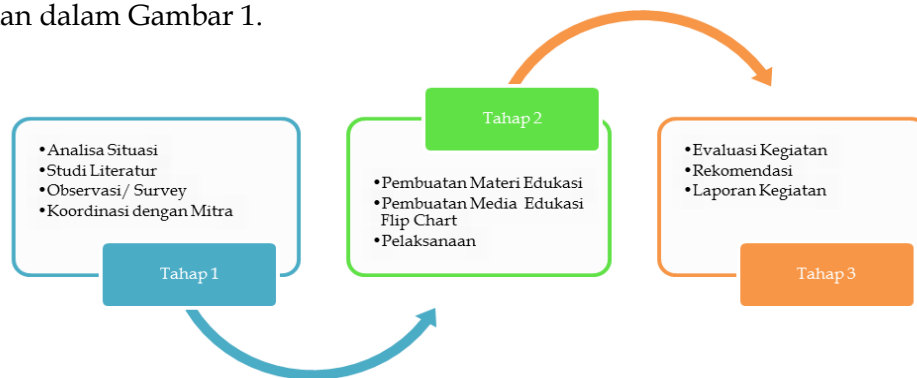 an dalam Gambar 1.
•Analisa Situasi
•Studi Literatur
•Observasi/ Survey
•Koordinasi dengan Mitra
Tahap 1
Tahap 2
•Pembuatan Materi Edukasi
•Pembuatan Media Edukasi
Flip Chart
•Pelaksanaan
•Evaluasi Kegiatan
•Rekomendasi
•Laporan Kegiatan
Tahap 3